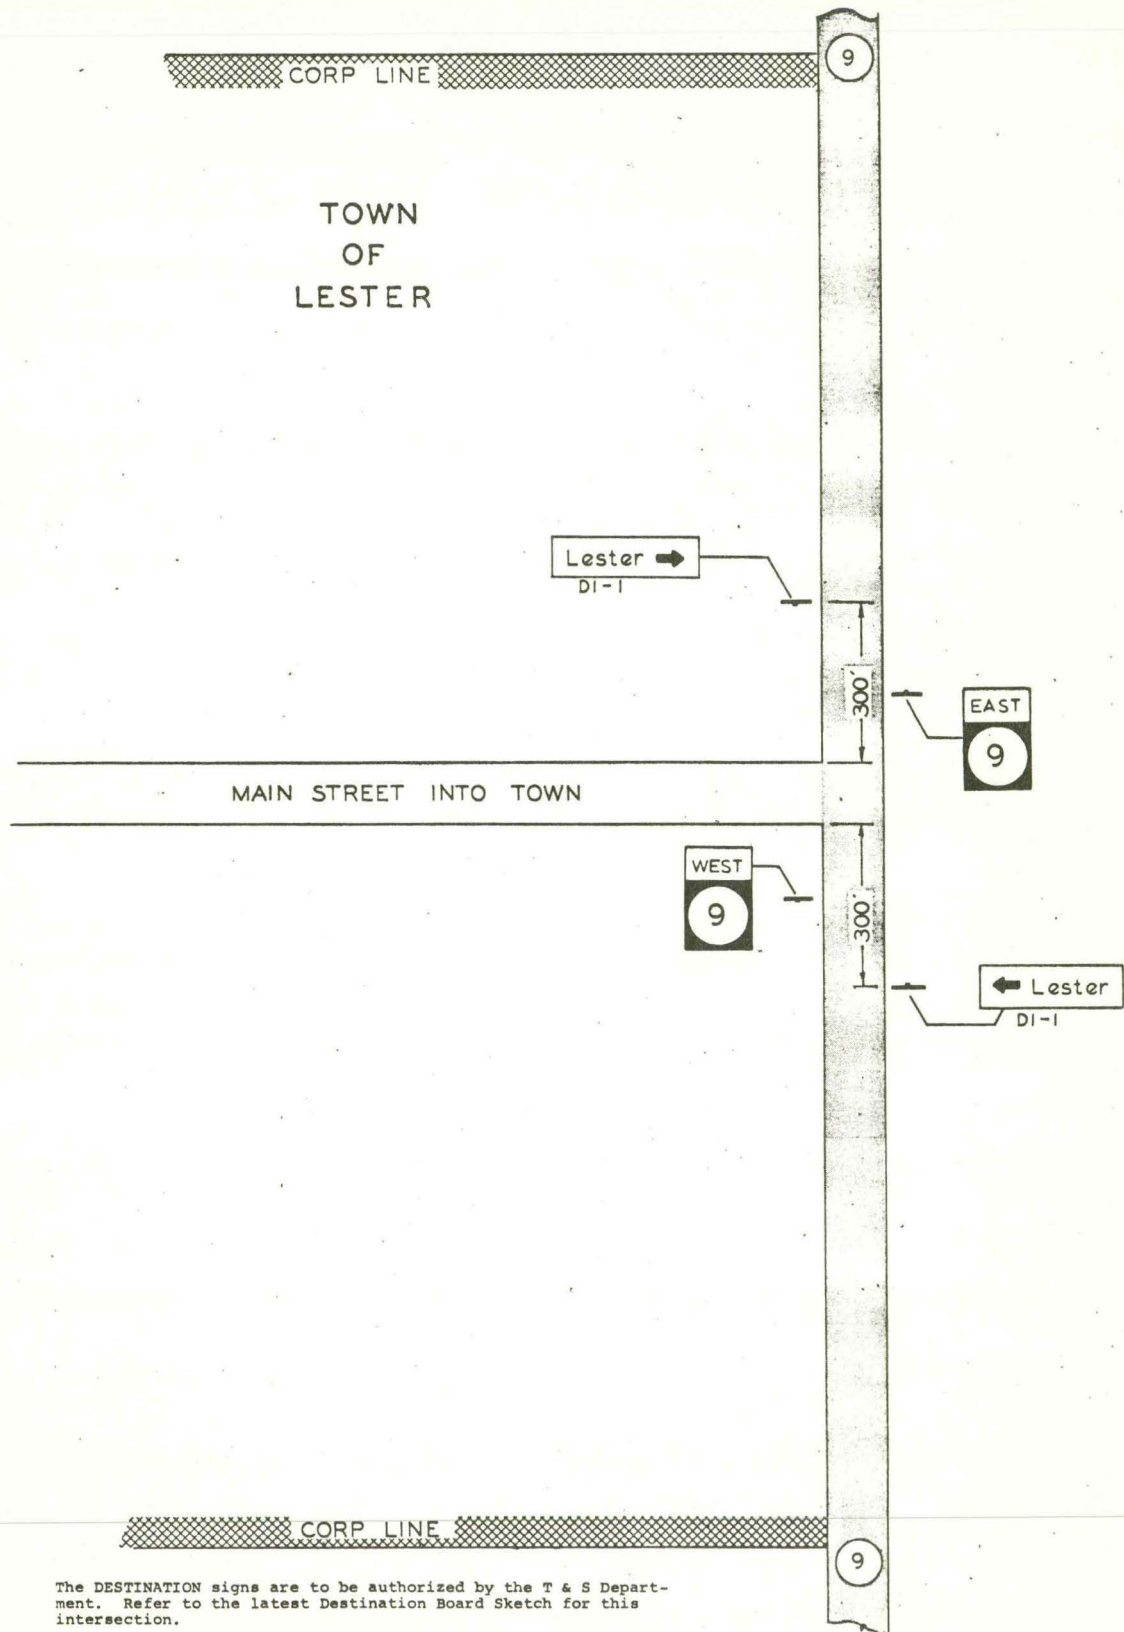 9
CORP LINE
TOWN
OF
LESTER
Lester ➡
D1-1
300'
EAST
9
MAIN STREET INTO TOWN
WEST
9
300'
⬅ Lester
D1-1
CORP LINE
9
The DESTINATION signs are to be authorized by the T & S Depart-
ment. Refer to the latest Destination Board Sketch for this
intersection.